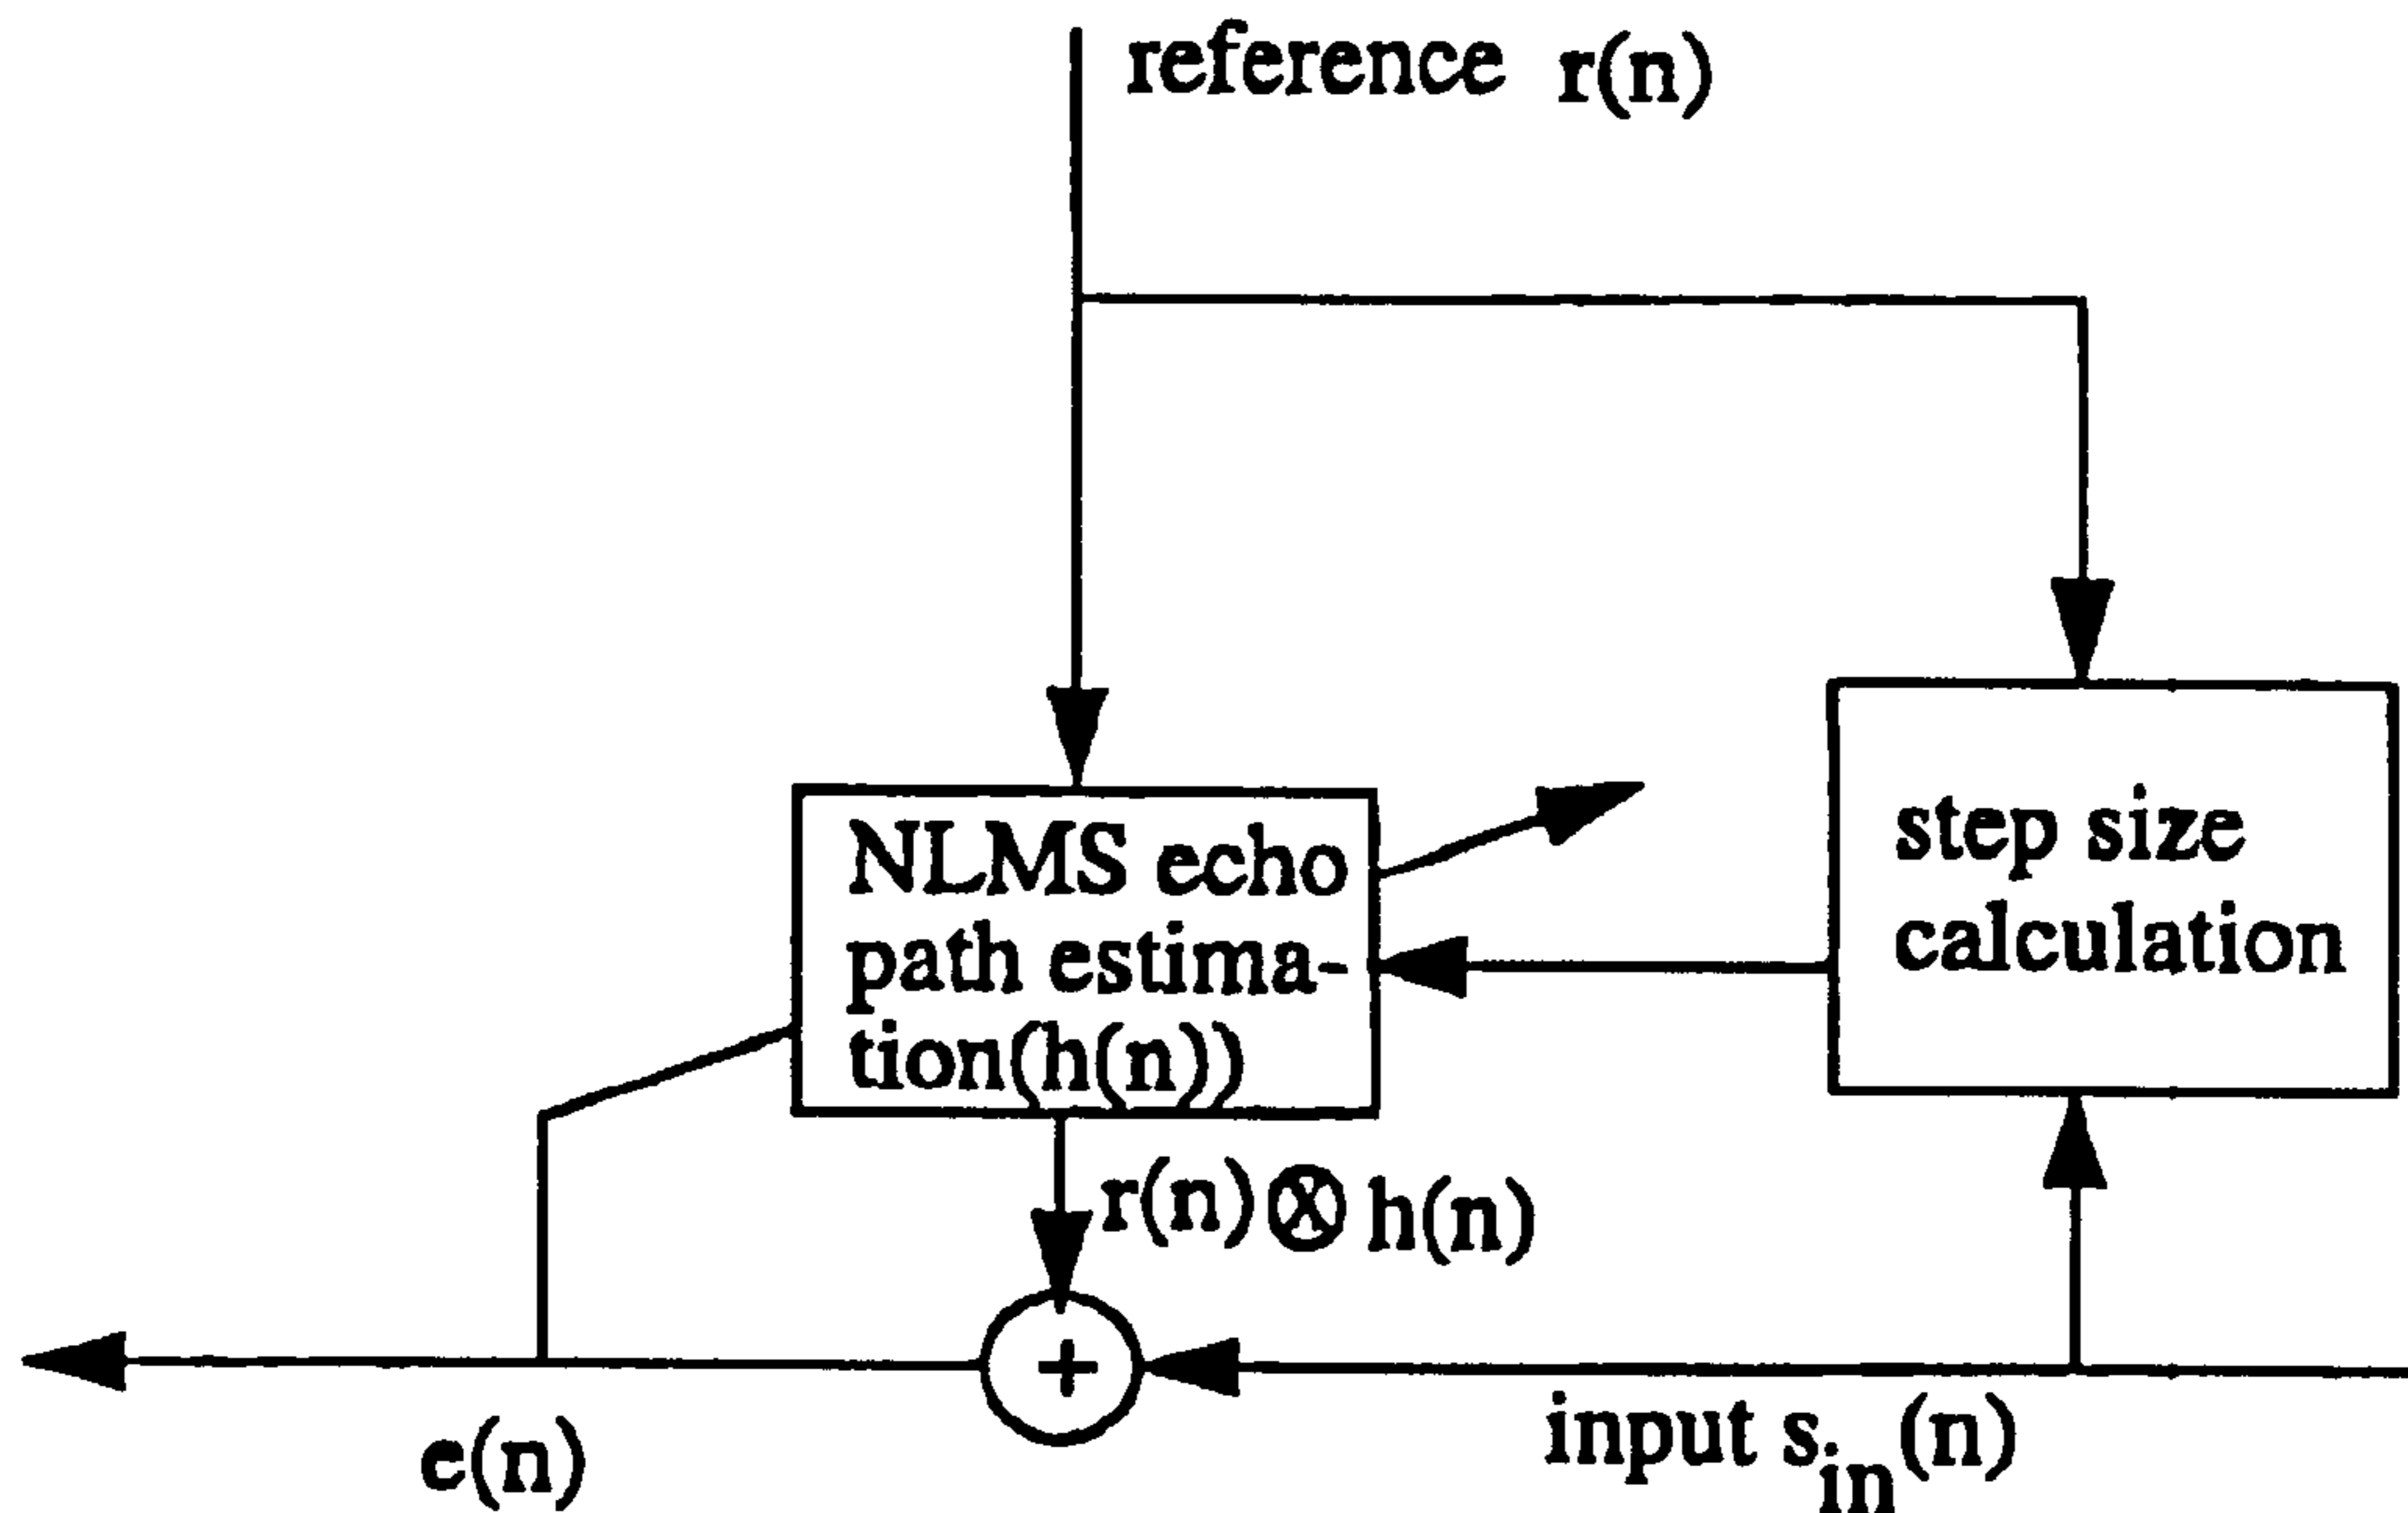 reference r(n)
NLMS echo
path estima-
tion(h(n))
step size
calculation
r(n)⊗h(n)
+
e(n)
input s_in(n)